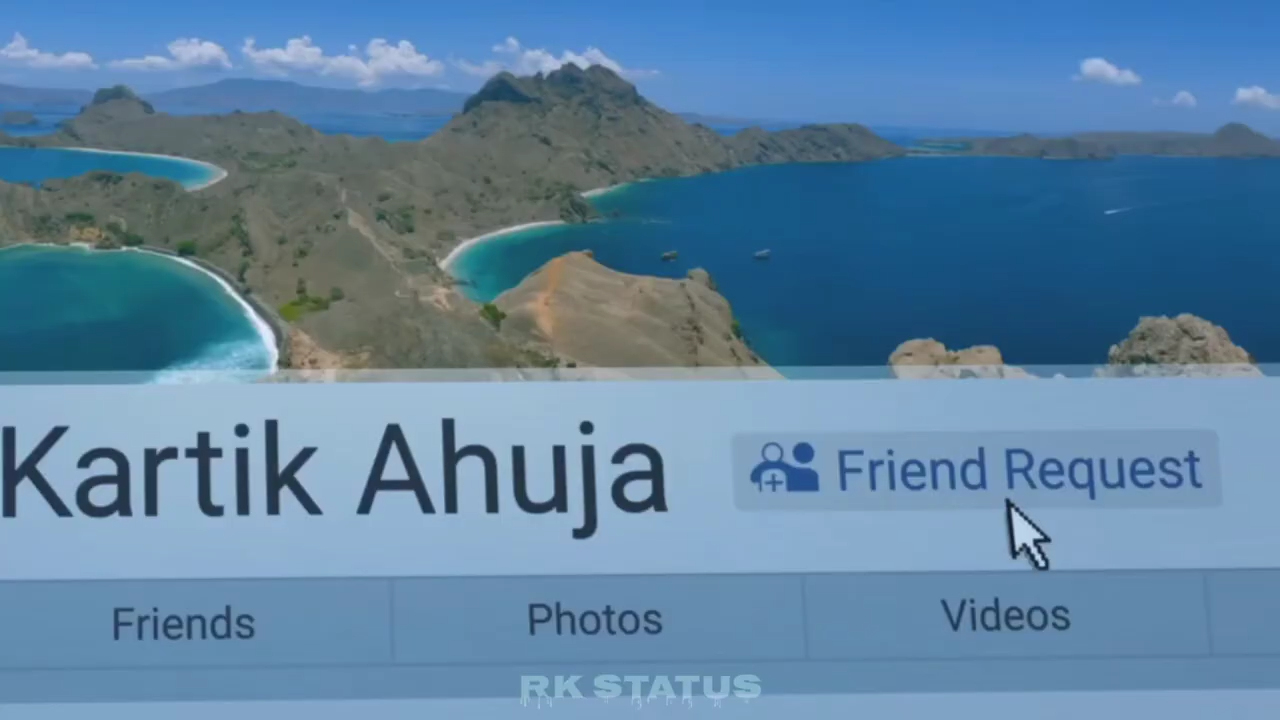 Kartik Ahuja
Friend Request
Friends Photos Videos
RK STATUS